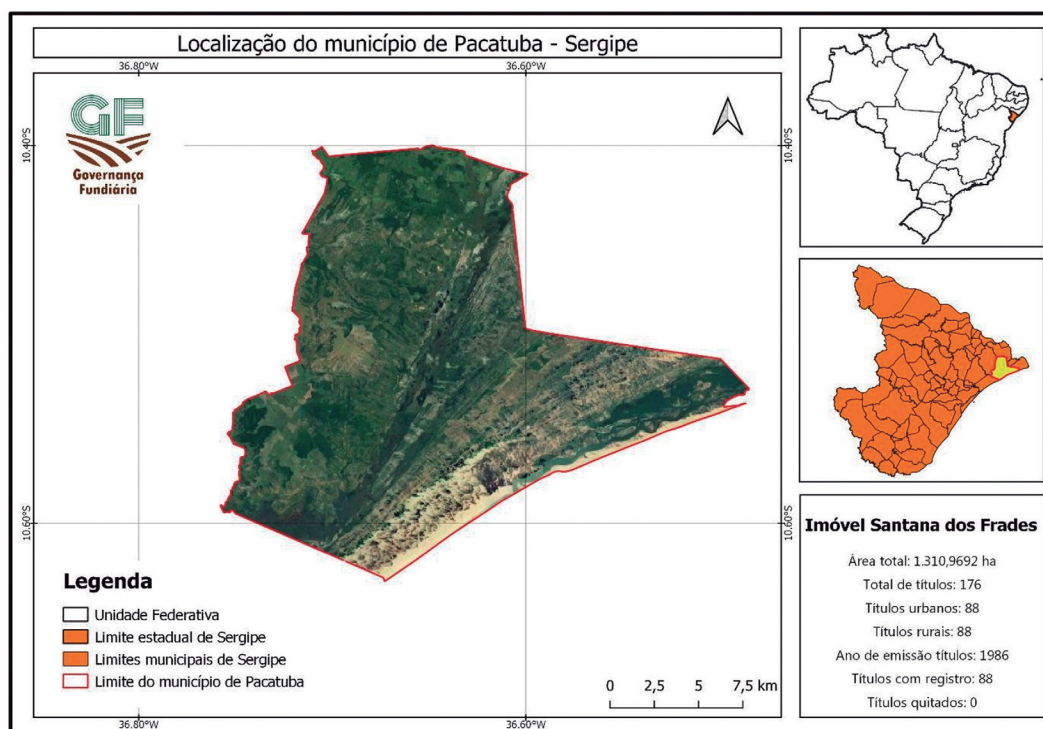 Localização do município de Pacatuba - Sergipe
36.80°W
36.60°W
10.40°S
10.40°S
GF
Governança
Fundiária
10.60°S
10.60°S
Legenda
Unidade Federativa
Limite estadual de Sergipe
Limites municipais de Sergipe
Limite do município de Pacatuba
0 2,5 5 7,5 km
36.80°W
36.60°W
Imóvel Santana dos Frades
Área total: 1.310,9692 ha
Total de títulos: 176
Títulos urbanos: 88
Títulos rurais: 88
Ano de emissão títulos: 1986
Títulos com registro: 88
Títulos quitados: 0